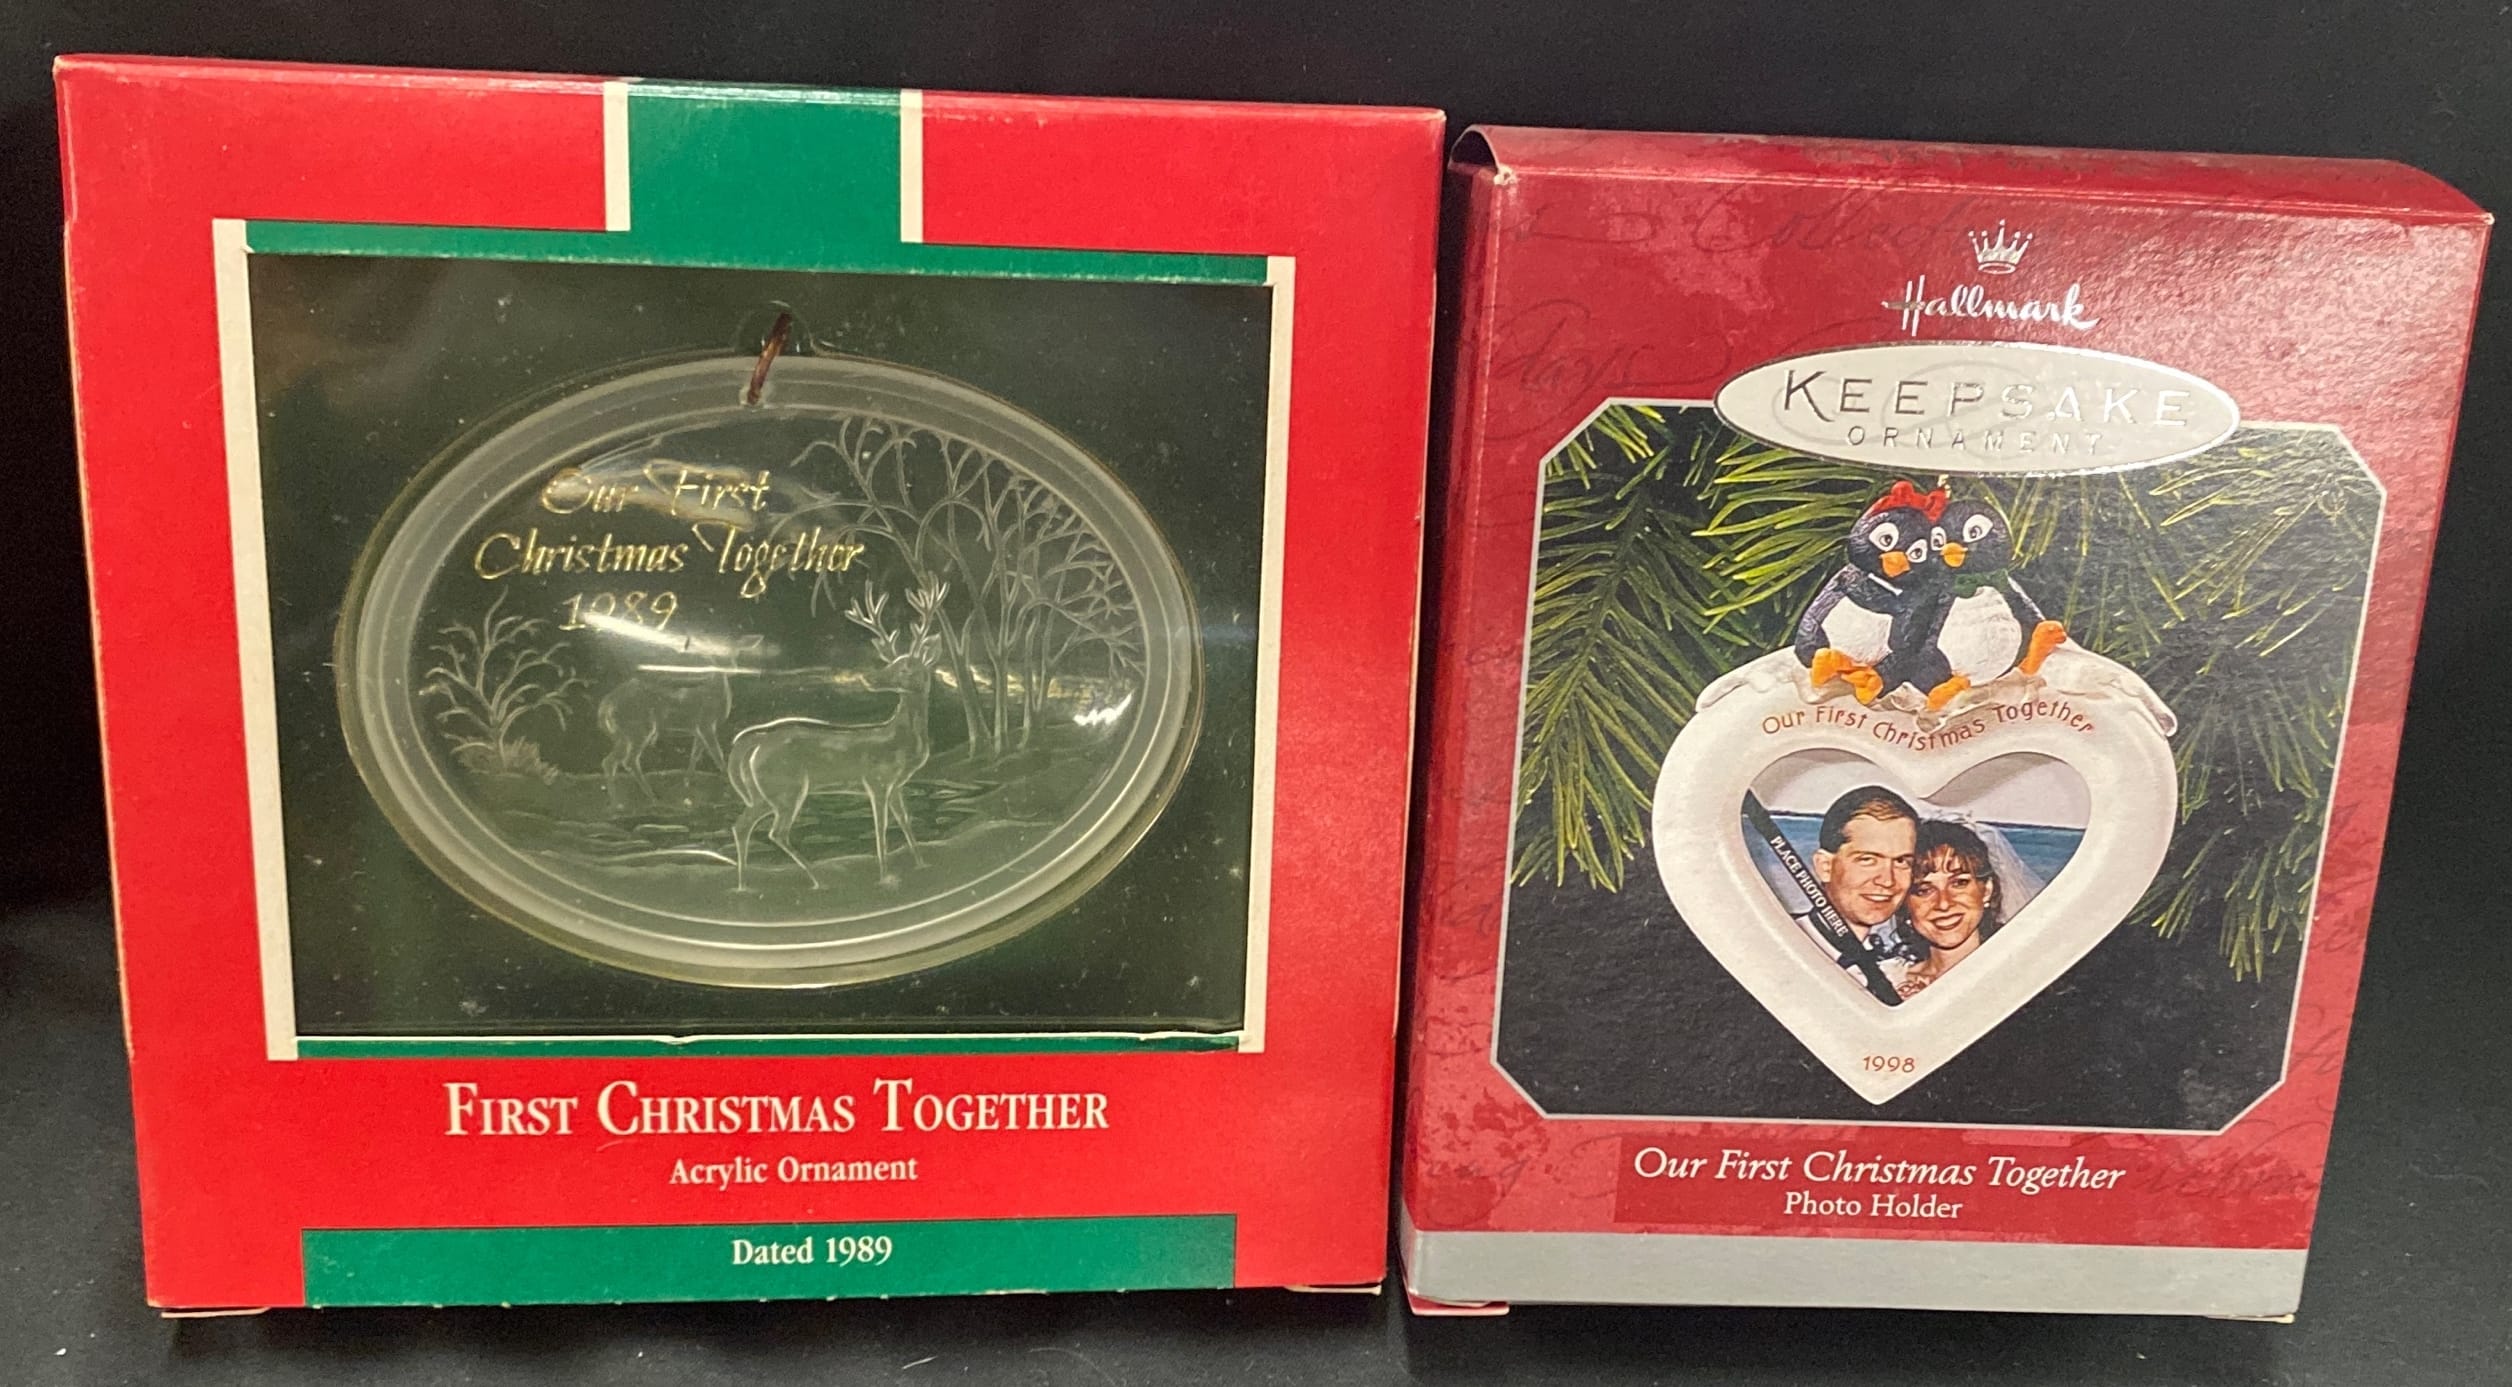 Our First
Christmas Together
1989
FIRST CHRISTMAS TOGETHER
Acrylic Ornament
Dated 1989
Hallmark
KEEPSAKE
ORNAMENT
Our First Christmas Together
PLACE PHOTO HERE
1998
Our First Christmas Together
Photo Holder